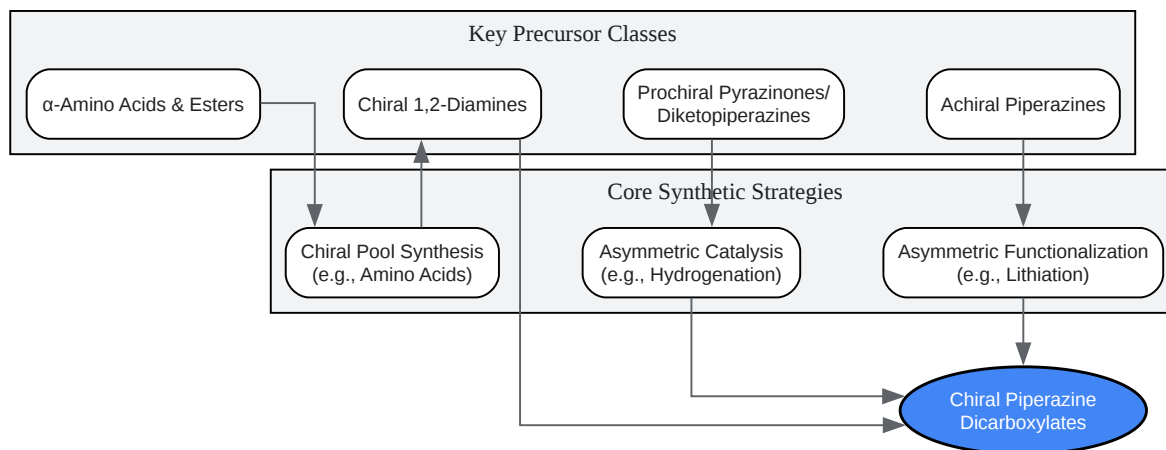 Key Precursor Classes
α-Amino Acids & Esters
Chiral 1,2-Diamines
Prochiral Pyrazinones/
Diketopiperazines
Achiral Piperazines
Core Synthetic Strategies
Chiral Pool Synthesis
(e.g., Amino Acids)
Asymmetric Catalysis
(e.g., Hydrogenation)
Asymmetric Functionalization
(e.g., Lithiation)
Chiral Piperazine
Dicarboxylates